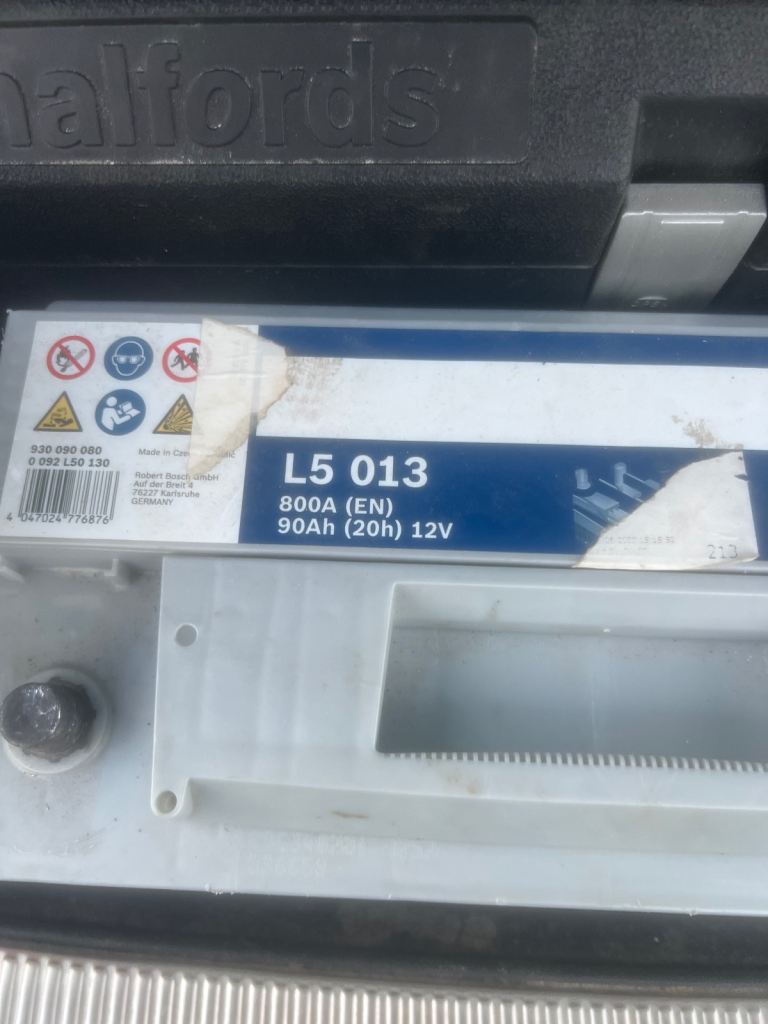 halfords
930 090 080
0 092 L50 130
Made in Cze
Robert Bosch GmbH
Auf der Breit 4
76227 Karlsruhe
GERMANY
4 047024 776876
L5 013
800A (EN)
90Ah (20h) 12V
213